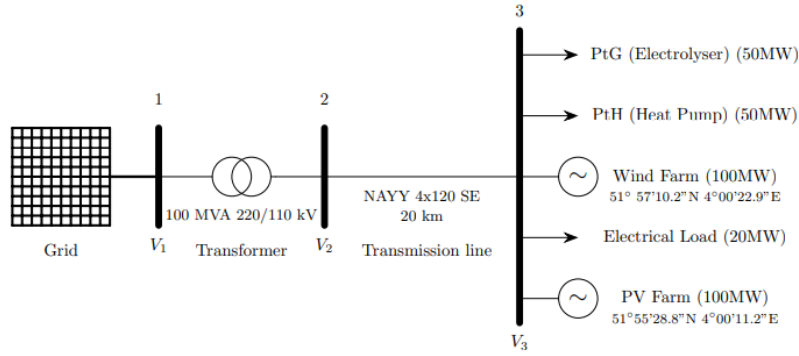 3
PtG (Electrolyser) (50MW)
1
2
PtH (Heat Pump) (50MW)
~
Wind Farm (100MW)
NAYY 4x120 SE
51° 57'10.2"N 4°00'22.9"E
100 MVA 220/110 kV
20 km
Electrical Load (20MW)
Grid
V1
Transformer
V2
Transmission line
~
PV Farm (100MW)
51°55'28.8"N 4°00'11.2"E
V3